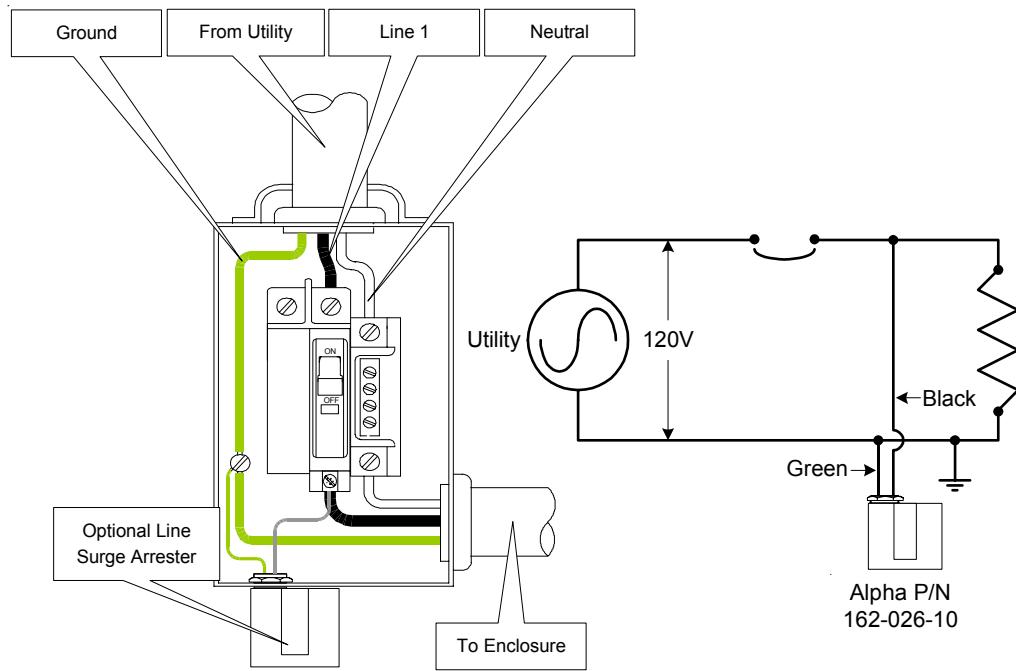 Ground
From Utility
Line 1
Neutral
ON
OFF
Optional Line
Surge Arrester
To Enclosure
Utility
120V
Black
Green
Alpha P/N
162-026-10